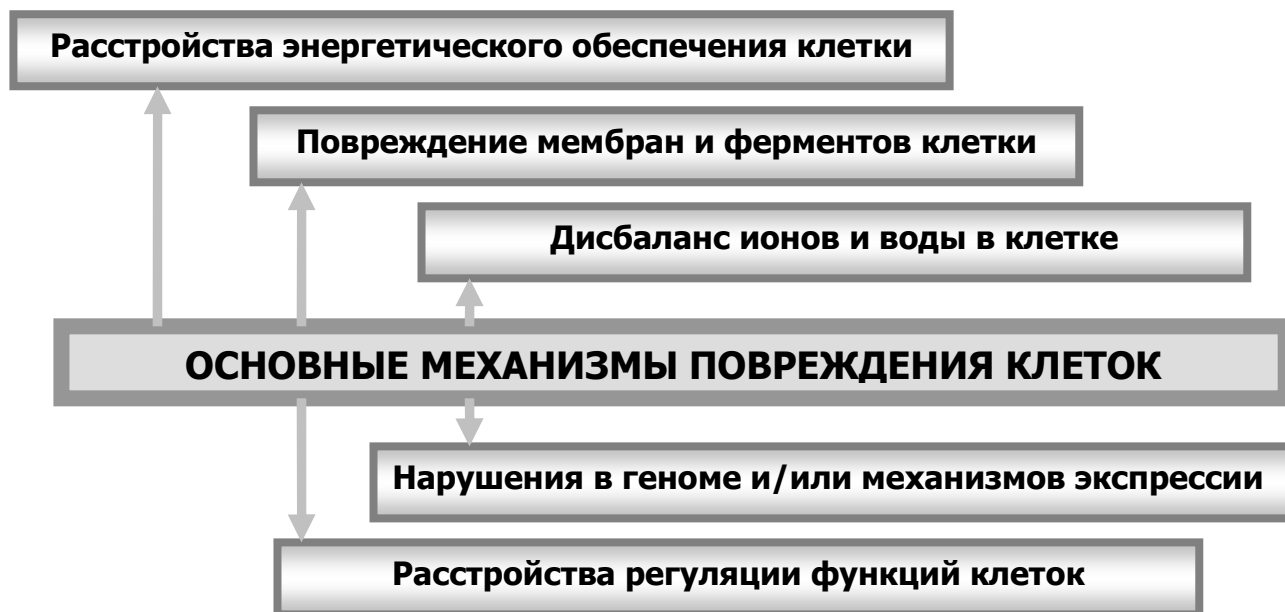 Расстройства энергетического обеспечения клетки
Повреждение мембран и ферментов клетки
Дисбаланс ионов и воды в клетке
ОСНОВНЫЕ МЕХАНИЗМЫ ПОВРЕЖДЕНИЯ КЛЕТОК
Нарушения в геноме и/или механизмов экспрессии
Расстройства регуляции функций клеток